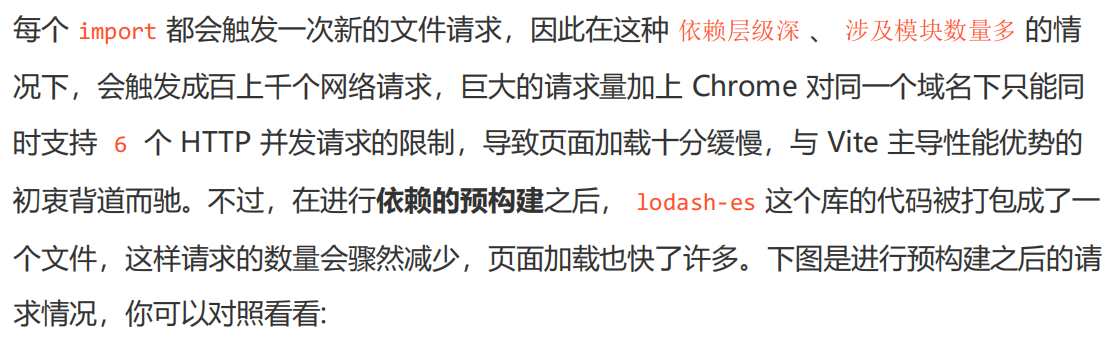 每个 import 都会触发一次新的文件请求，因此在这种 依赖层级深 、 涉及模块数量多 的情
况下，会触发成百上千个网络请求，巨大的请求量加上 Chrome 对同一个域名下只能同
时支持 6 个 HTTP 并发请求的限制，导致页面加载十分缓慢，与 Vite 主导性能优势的
初衷背道而驰。不过，在进行依赖的预构建之后， lodash-es 这个库的代码被打包成了一
个文件，这样请求的数量会骤然减少，页面加载也快了许多。下图是进行预构建之后的请
求情况，你可以对照看看: